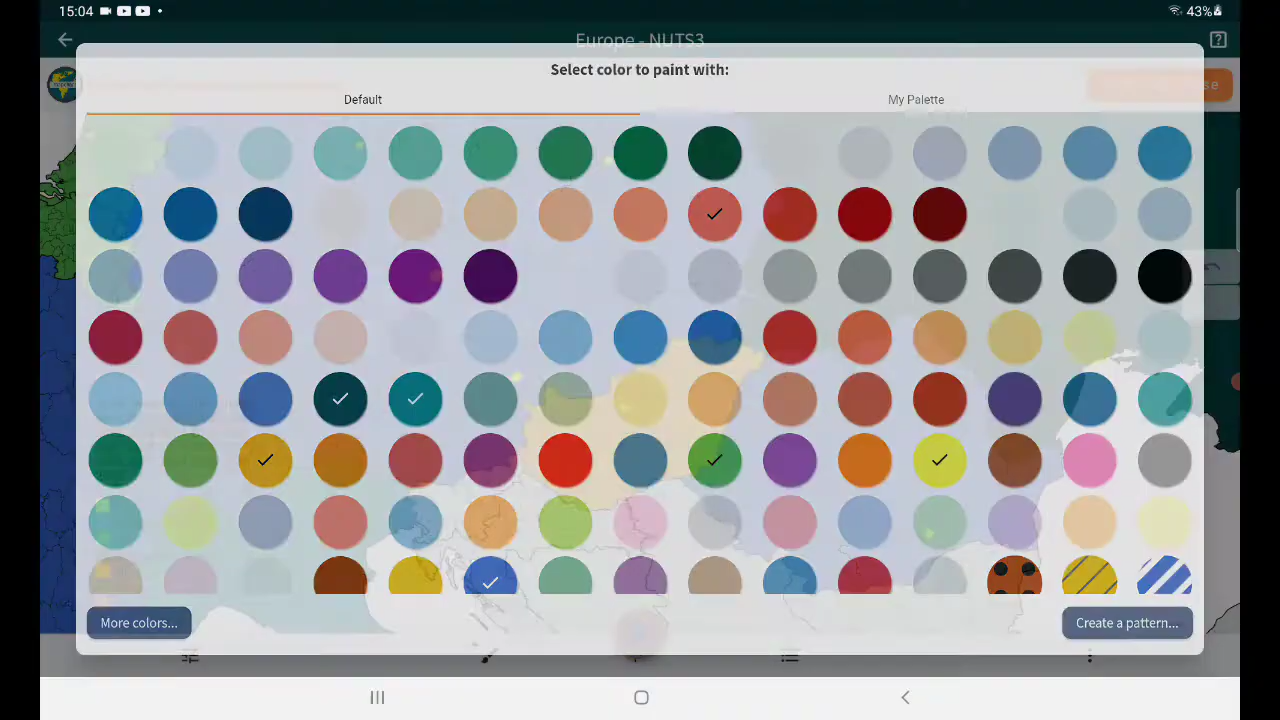 15:04
43%
Europe - NUTS3
Select color to paint with:
Default
My Palette
More colors...
Create a pattern...